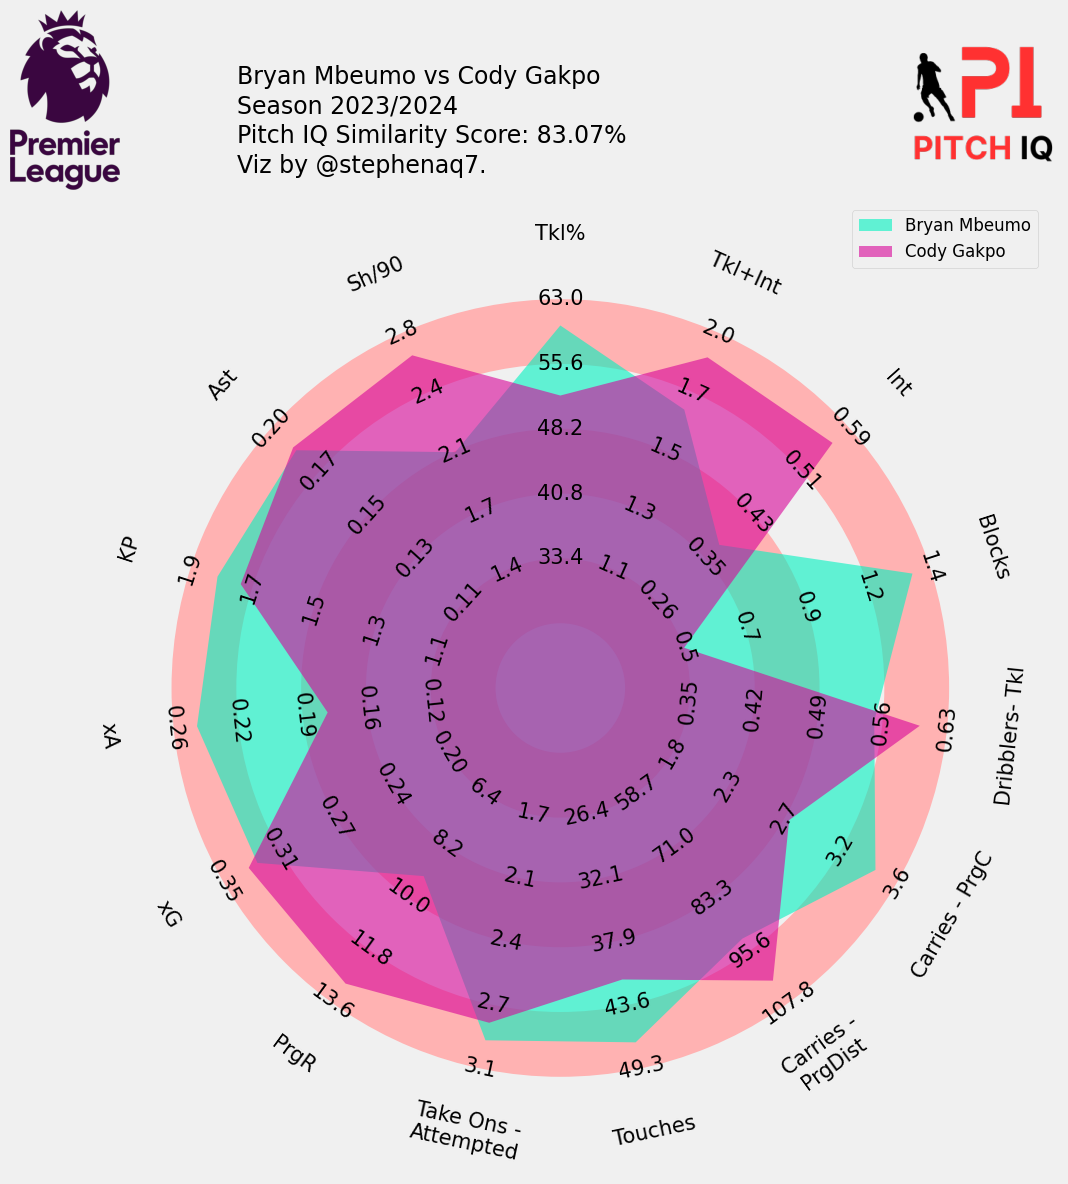 Premier
League
Bryan Mbeumo vs Cody Gakpo
Season 2023/2024
Pitch IQ Similarity Score: 83.07%
Viz by @stephenaq7.
PI
PITCH IQ
Bryan Mbeumo
Cody Gakpo
Tkl%
63.0
55.6
48.2
40.8
33.4
Tkl+Int
2.0
1.7
1.5
1.3
1.1
Int
0.59
0.51
0.43
0.35
0.26
Blocks
1.4
1.2
0.9
0.7
0.5
Dribblers- Tkl
0.63
0.56
0.49
0.42
0.35
Carries - PrgC
3.6
3.2
2.7
2.3
1.8
Carries -
PrgDist
107.8
95.6
83.3
71.0
58.7
Touches
49.3
43.6
37.9
32.1
26.4
Take Ons -
Attempted
3.1
2.7
2.4
2.1
1.7
PrgR
13.6
11.8
10.0
8.2
6.4
xG
0.35
0.31
0.27
0.24
0.20
xA
0.26
0.22
0.19
0.16
0.12
KP
1.9
1.7
1.5
1.3
1.1
Ast
0.20
0.17
0.15
0.13
0.11
Sh/90
2.8
2.4
2.1
1.7
1.4